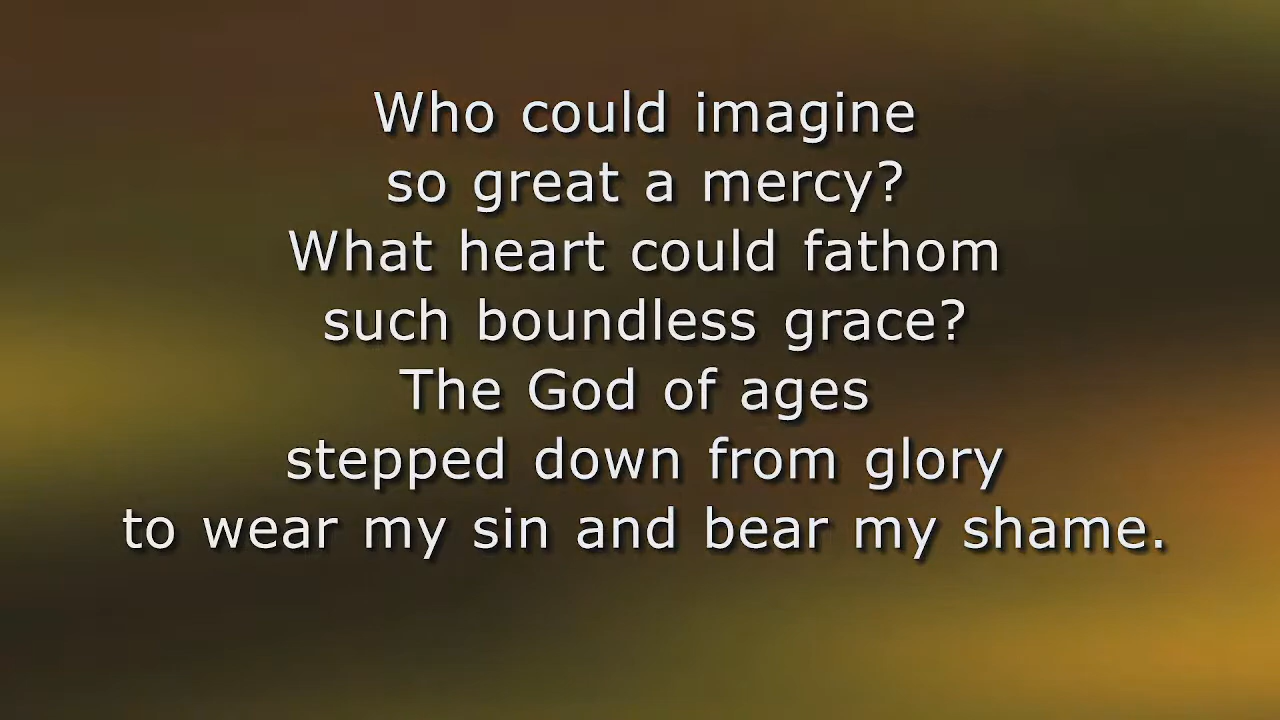 Who could imagine
so great a mercy?
What heart could fathom
such boundless grace?
The God of ages
stepped down from glory
to wear my sin and bear my shame.